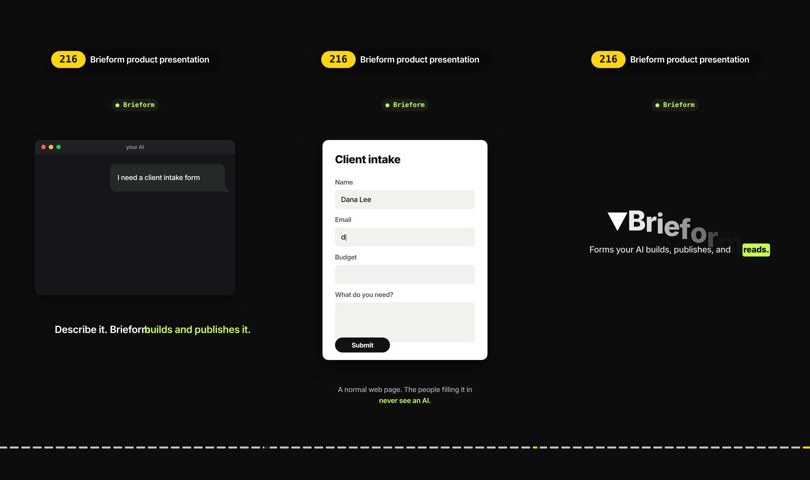 216 Brieform product presentation
Brieform
your AI
I need a client intake form
Describe it. Brieform builds and publishes it.
216 Brieform product presentation
Brieform
Client intake
Name
Dana Lee
Email
d
Budget
What do you need?
Submit
A normal web page. The people filling it in
never see an AI.
216 Brieform product presentation
Brieform
Brieform
Forms your AI builds, publishes, and reads.